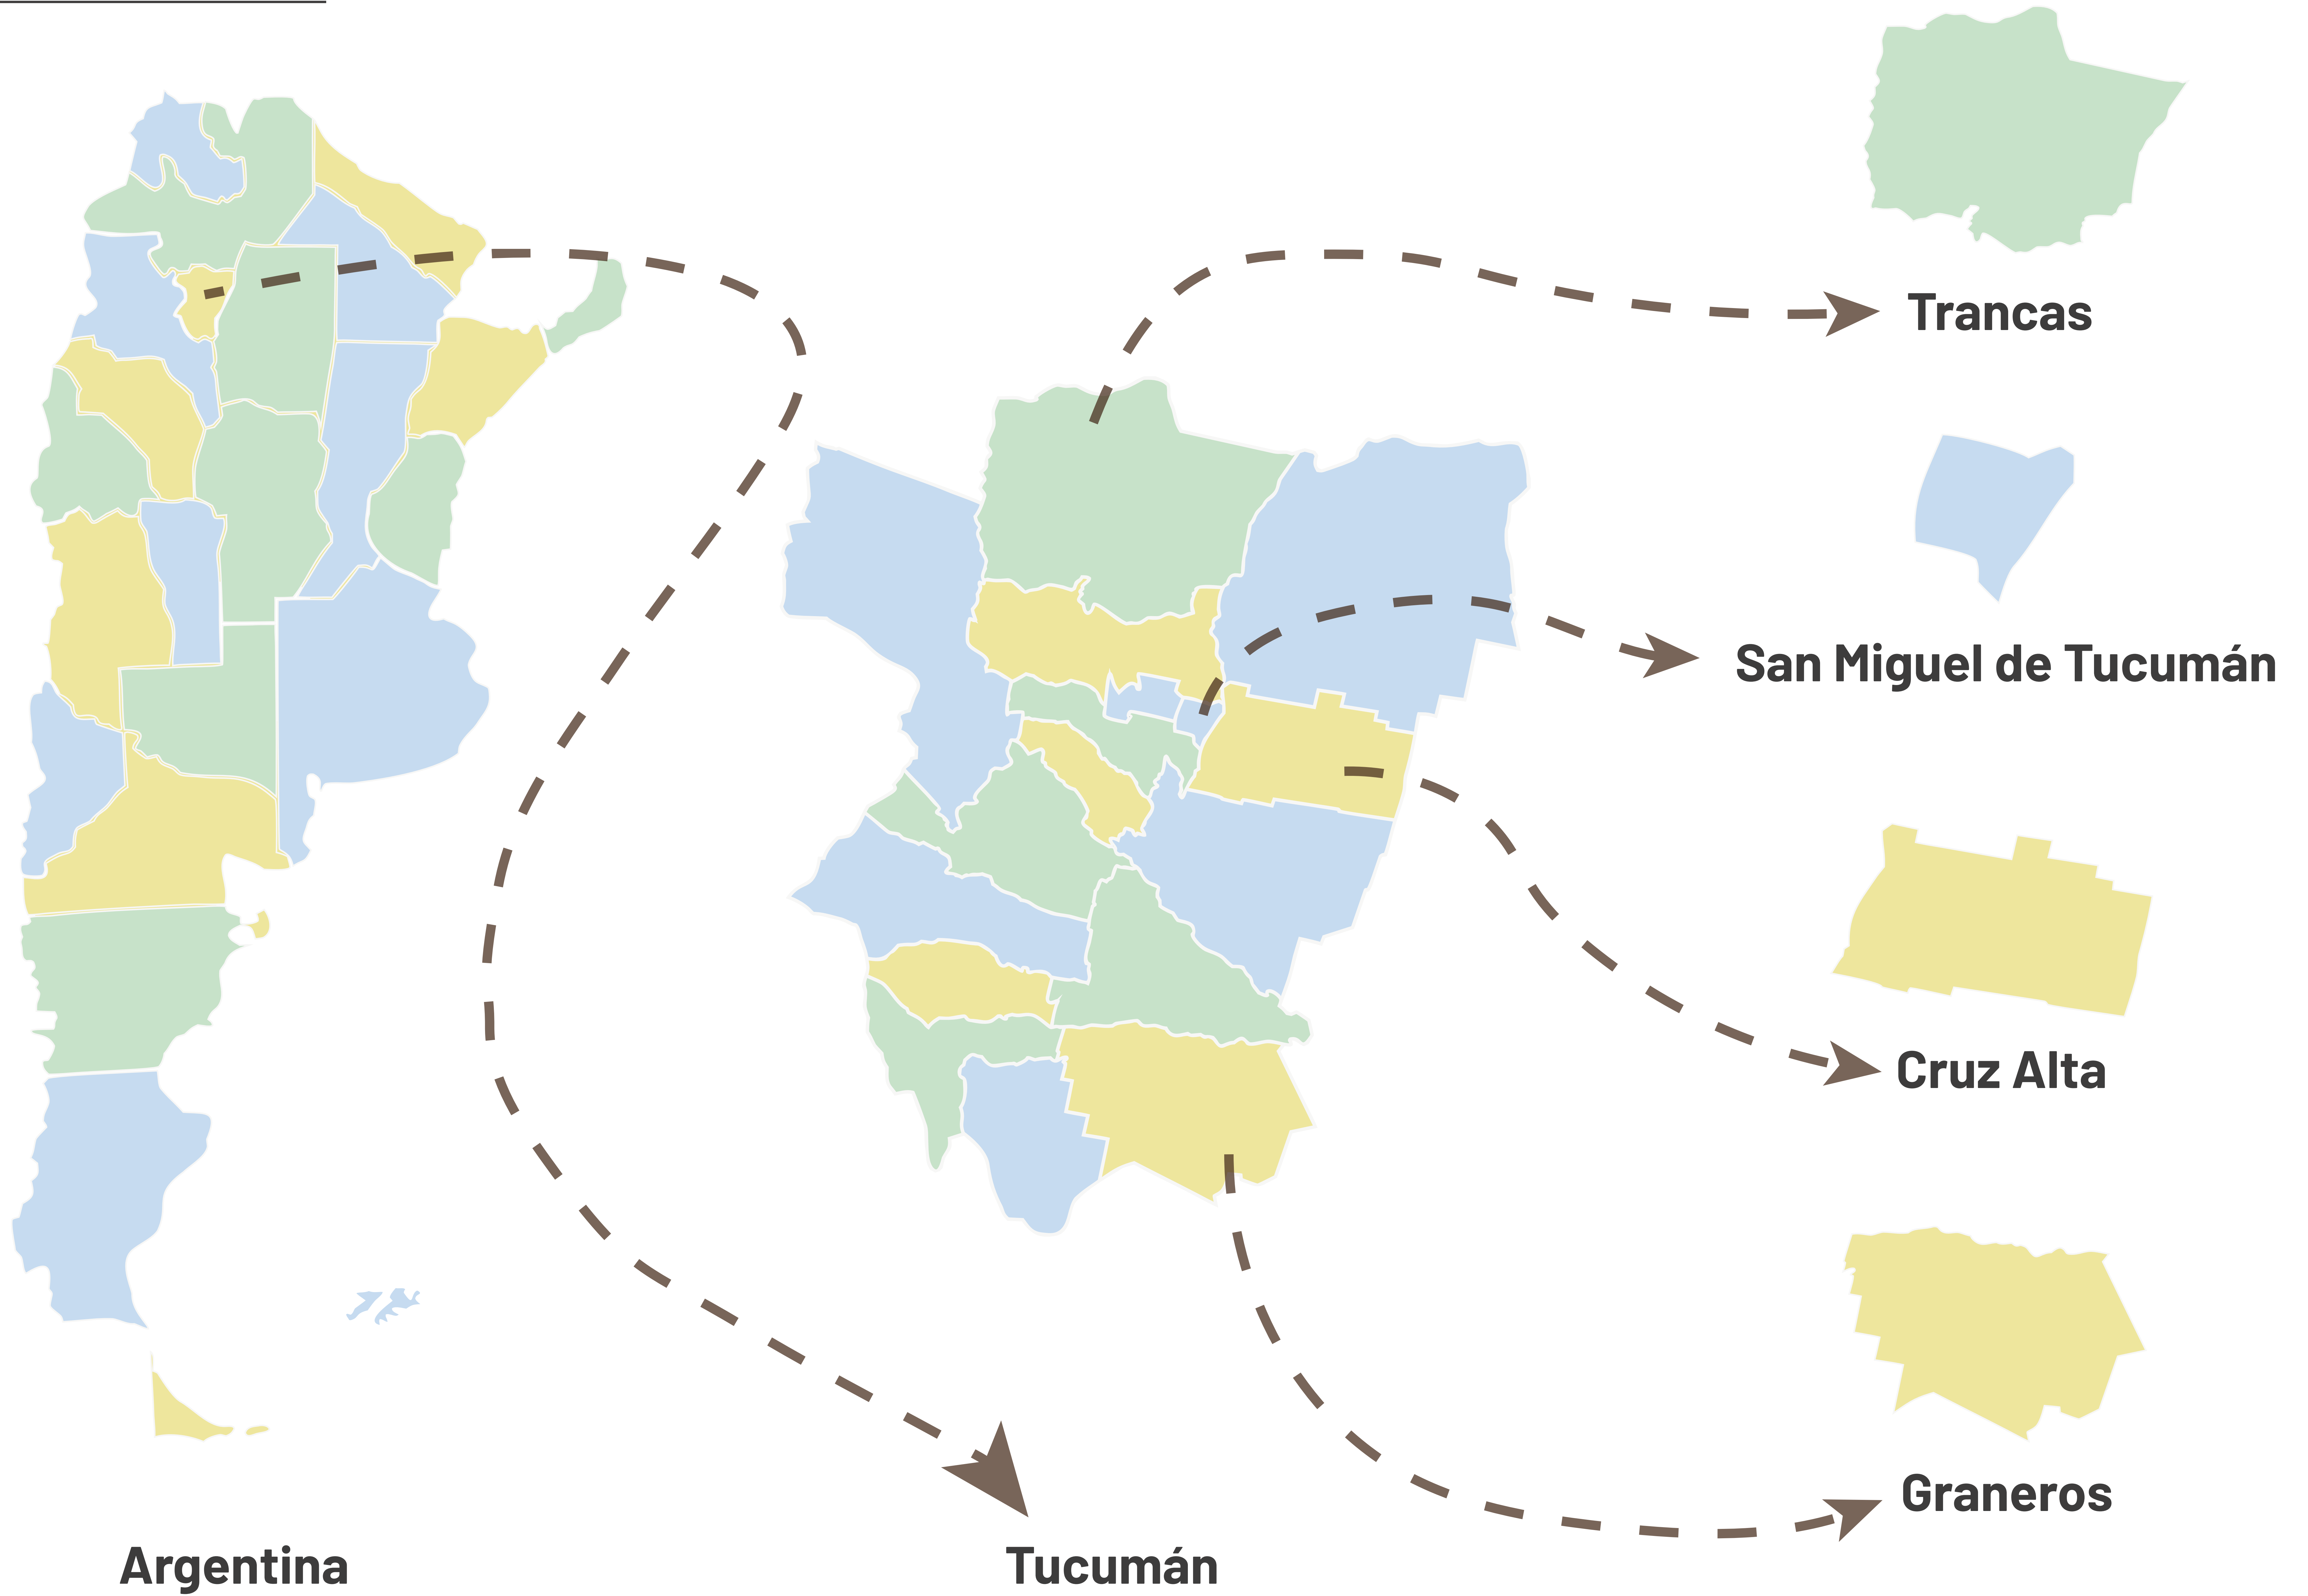 Trancas
San Miguel de Tucumán
Cruz Alta
Graneros
Argentina
Tucumán